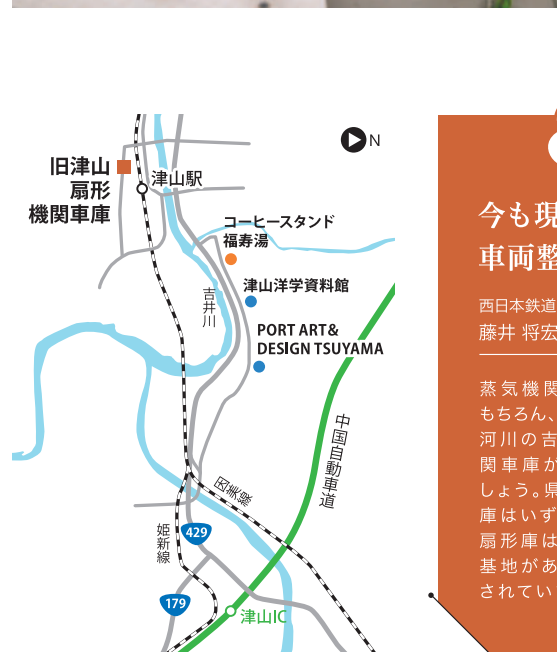 N
旧津山
扇形
機関車庫
津山駅
コーヒースタンド
福寿湯
津山洋学資料館
吉井川
PORT ART&
DESIGN TSUYAMA
中国自動車道
因美線
姫新線
429
179
津山IC
今も現
車両整
西日本鉄道
藤井 将宏
蒸気機関
もちろん、
河川の吉
関車庫が
しょう。県
庫はいず
扇形庫は
基地があ
されてい